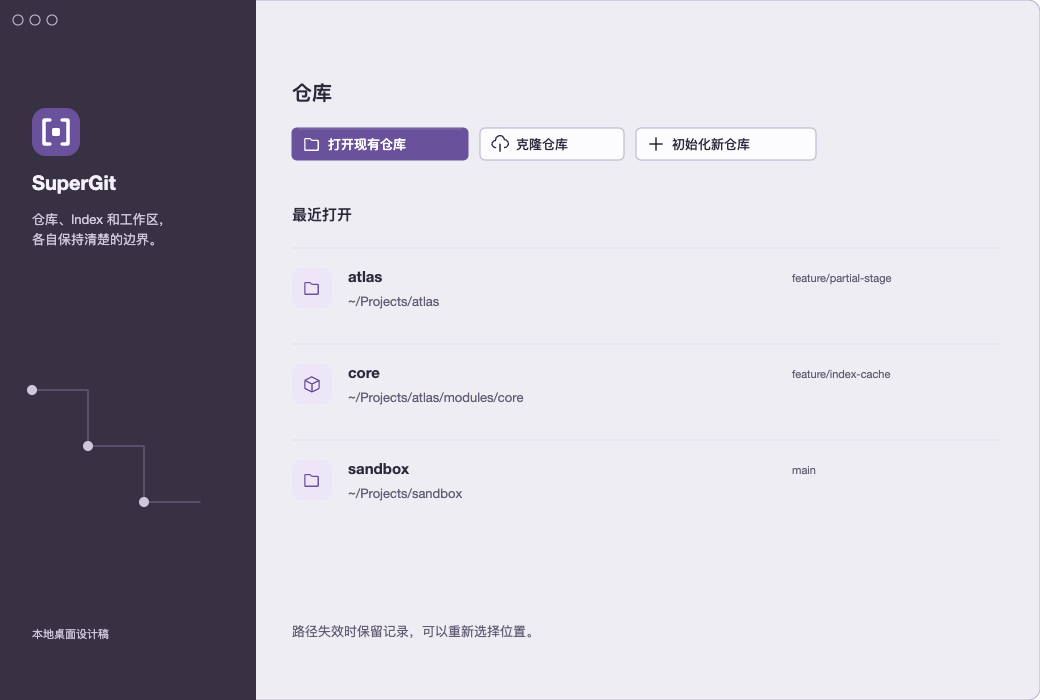 SuperGit
仓库、Index 和工作区，
各自保持清楚的边界。
本地桌面设计稿
仓库
打开现有仓库
克隆仓库
初始化新仓库
最近打开
atlas
feature/partial-stage
~/Projects/atlas
core
feature/index-cache
~/Projects/atlas/modules/core
sandbox
main
~/Projects/sandbox
路径失效时保留记录，可以重新选择位置。